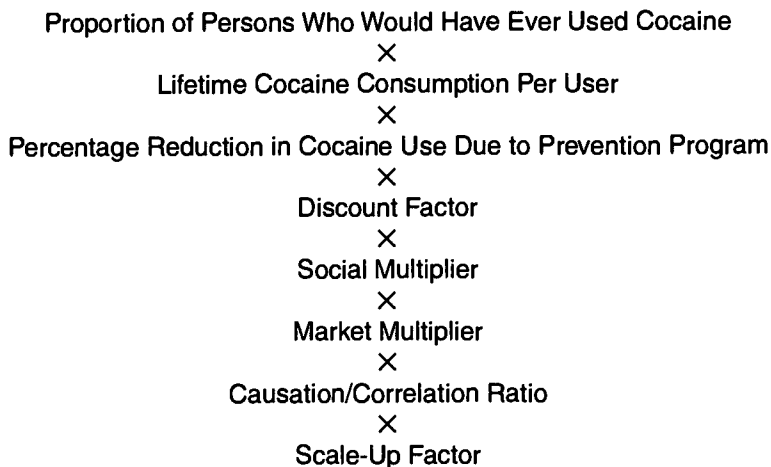 Proportion of Persons Who Would Have Ever Used Cocaine
×
Lifetime Cocaine Consumption Per User
×
Percentage Reduction in Cocaine Use Due to Prevention Program
×
Discount Factor
×
Social Multiplier
×
Market Multiplier
×
Causation/Correlation Ratio
×
Scale-Up Factor